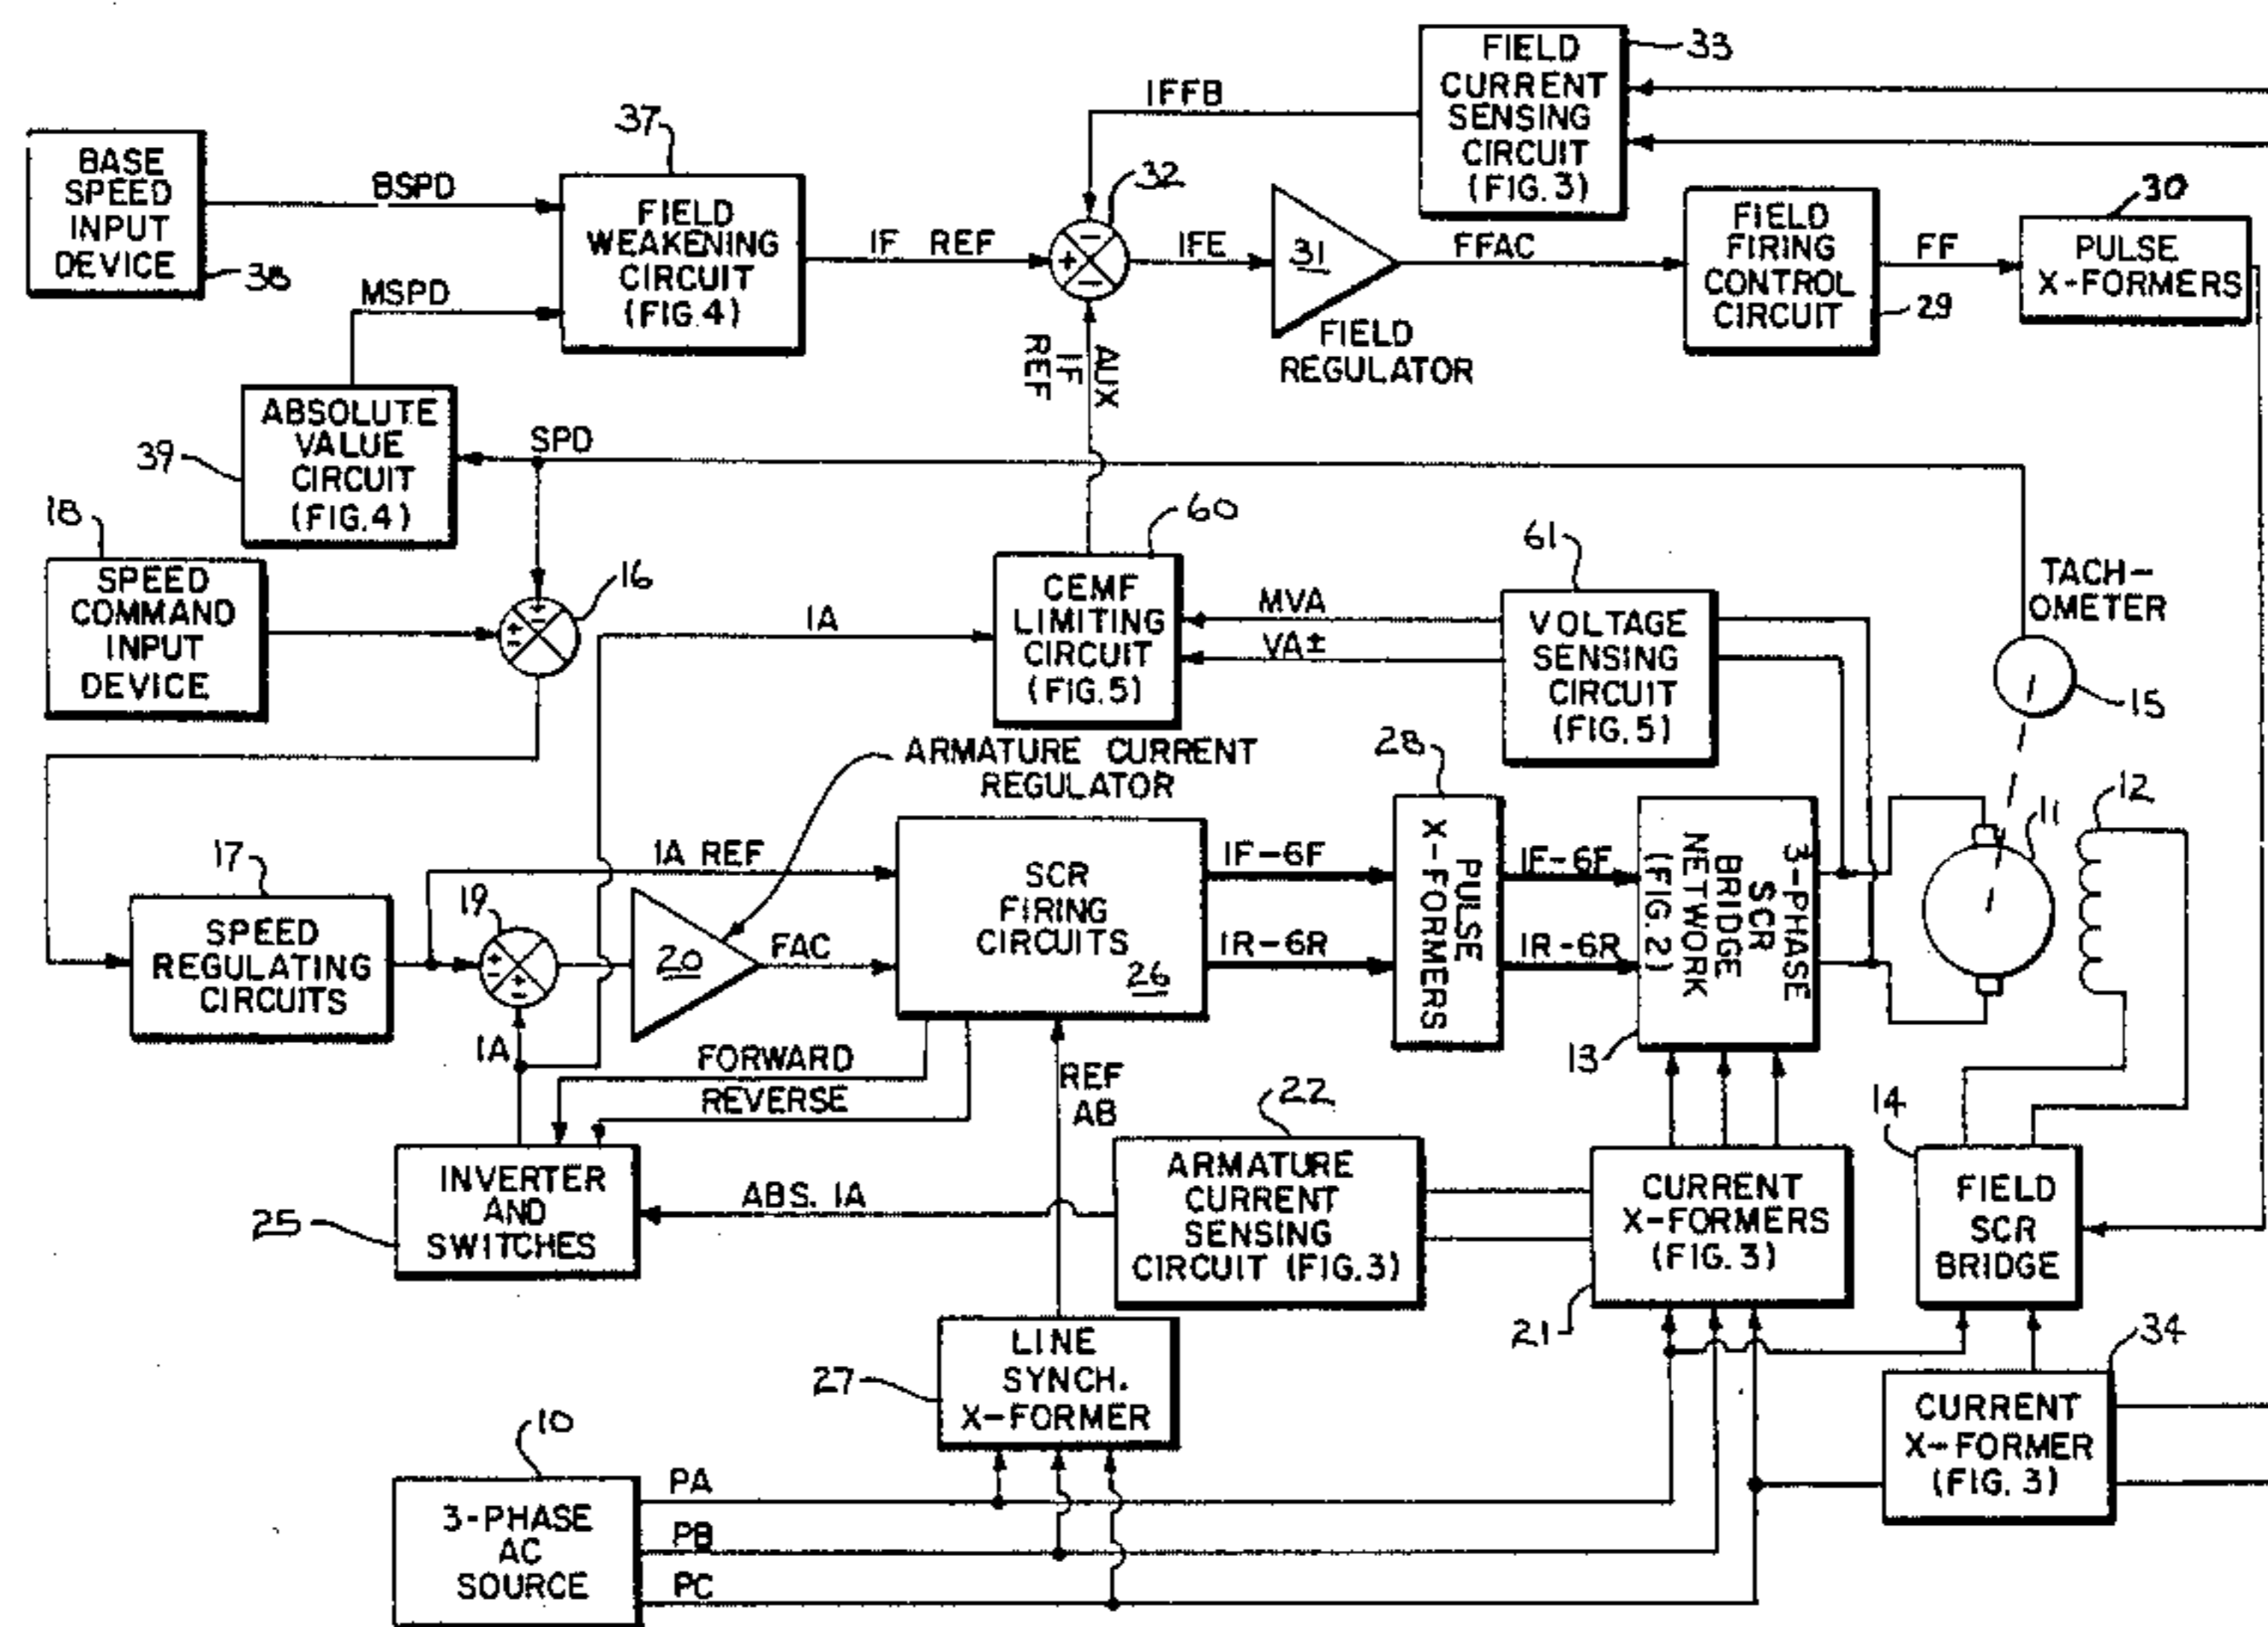 FIELD
CURRENT
SENSING
CIRCUIT
(FIG. 3)
33
IFFB
37
BASE
SPEED
INPUT
DEVICE
38
BSPD
MSPD
FIELD
WEAKENING
CIRCUIT
(FIG. 4)
IF REF
32
+
−
−
IFE
31
FIELD
REGULATOR
FFAC
FIELD
FIRING
CONTROL
CIRCUIT
29
FF
30
PULSE
X-FORMERS
AUX
IF
REF
ABSOLUTE
VALUE
CIRCUIT
(FIG. 4)
39
SPD
18
SPEED
COMMAND
INPUT
DEVICE
±
±
16
IA
60
CEMF
LIMITING
CIRCUIT
(FIG. 5)
MVA
VA±
61
VOLTAGE
SENSING
CIRCUIT
(FIG. 5)
TACH-
OMETER
15
ARMATURE CURRENT
REGULATOR
28
12
11
17
SPEED
REGULATING
CIRCUITS
IA REF
19
±
±
20
FAC
SCR
FIRING
CIRCUITS
26
1F-6F
1R-6R
PULSE
X-FORMERS
1F-6F
1R-6R
3-PHASE
SCR
BRIDGE
NETWORK
(FIG. 2)
13
IA
FORWARD
REVERSE
REF
AB
22
14
INVERTER
AND
SWITCHES
25
ABS. IA
ARMATURE
CURRENT
SENSING
CIRCUIT (FIG. 3)
CURRENT
X-FORMERS
(FIG. 3)
21
FIELD
SCR
BRIDGE
34
LINE
SYNCH.
X-FORMER
27
CURRENT
X-FORMER
(FIG. 3)
10
3-PHASE
AC
SOURCE
PA
PB
PC